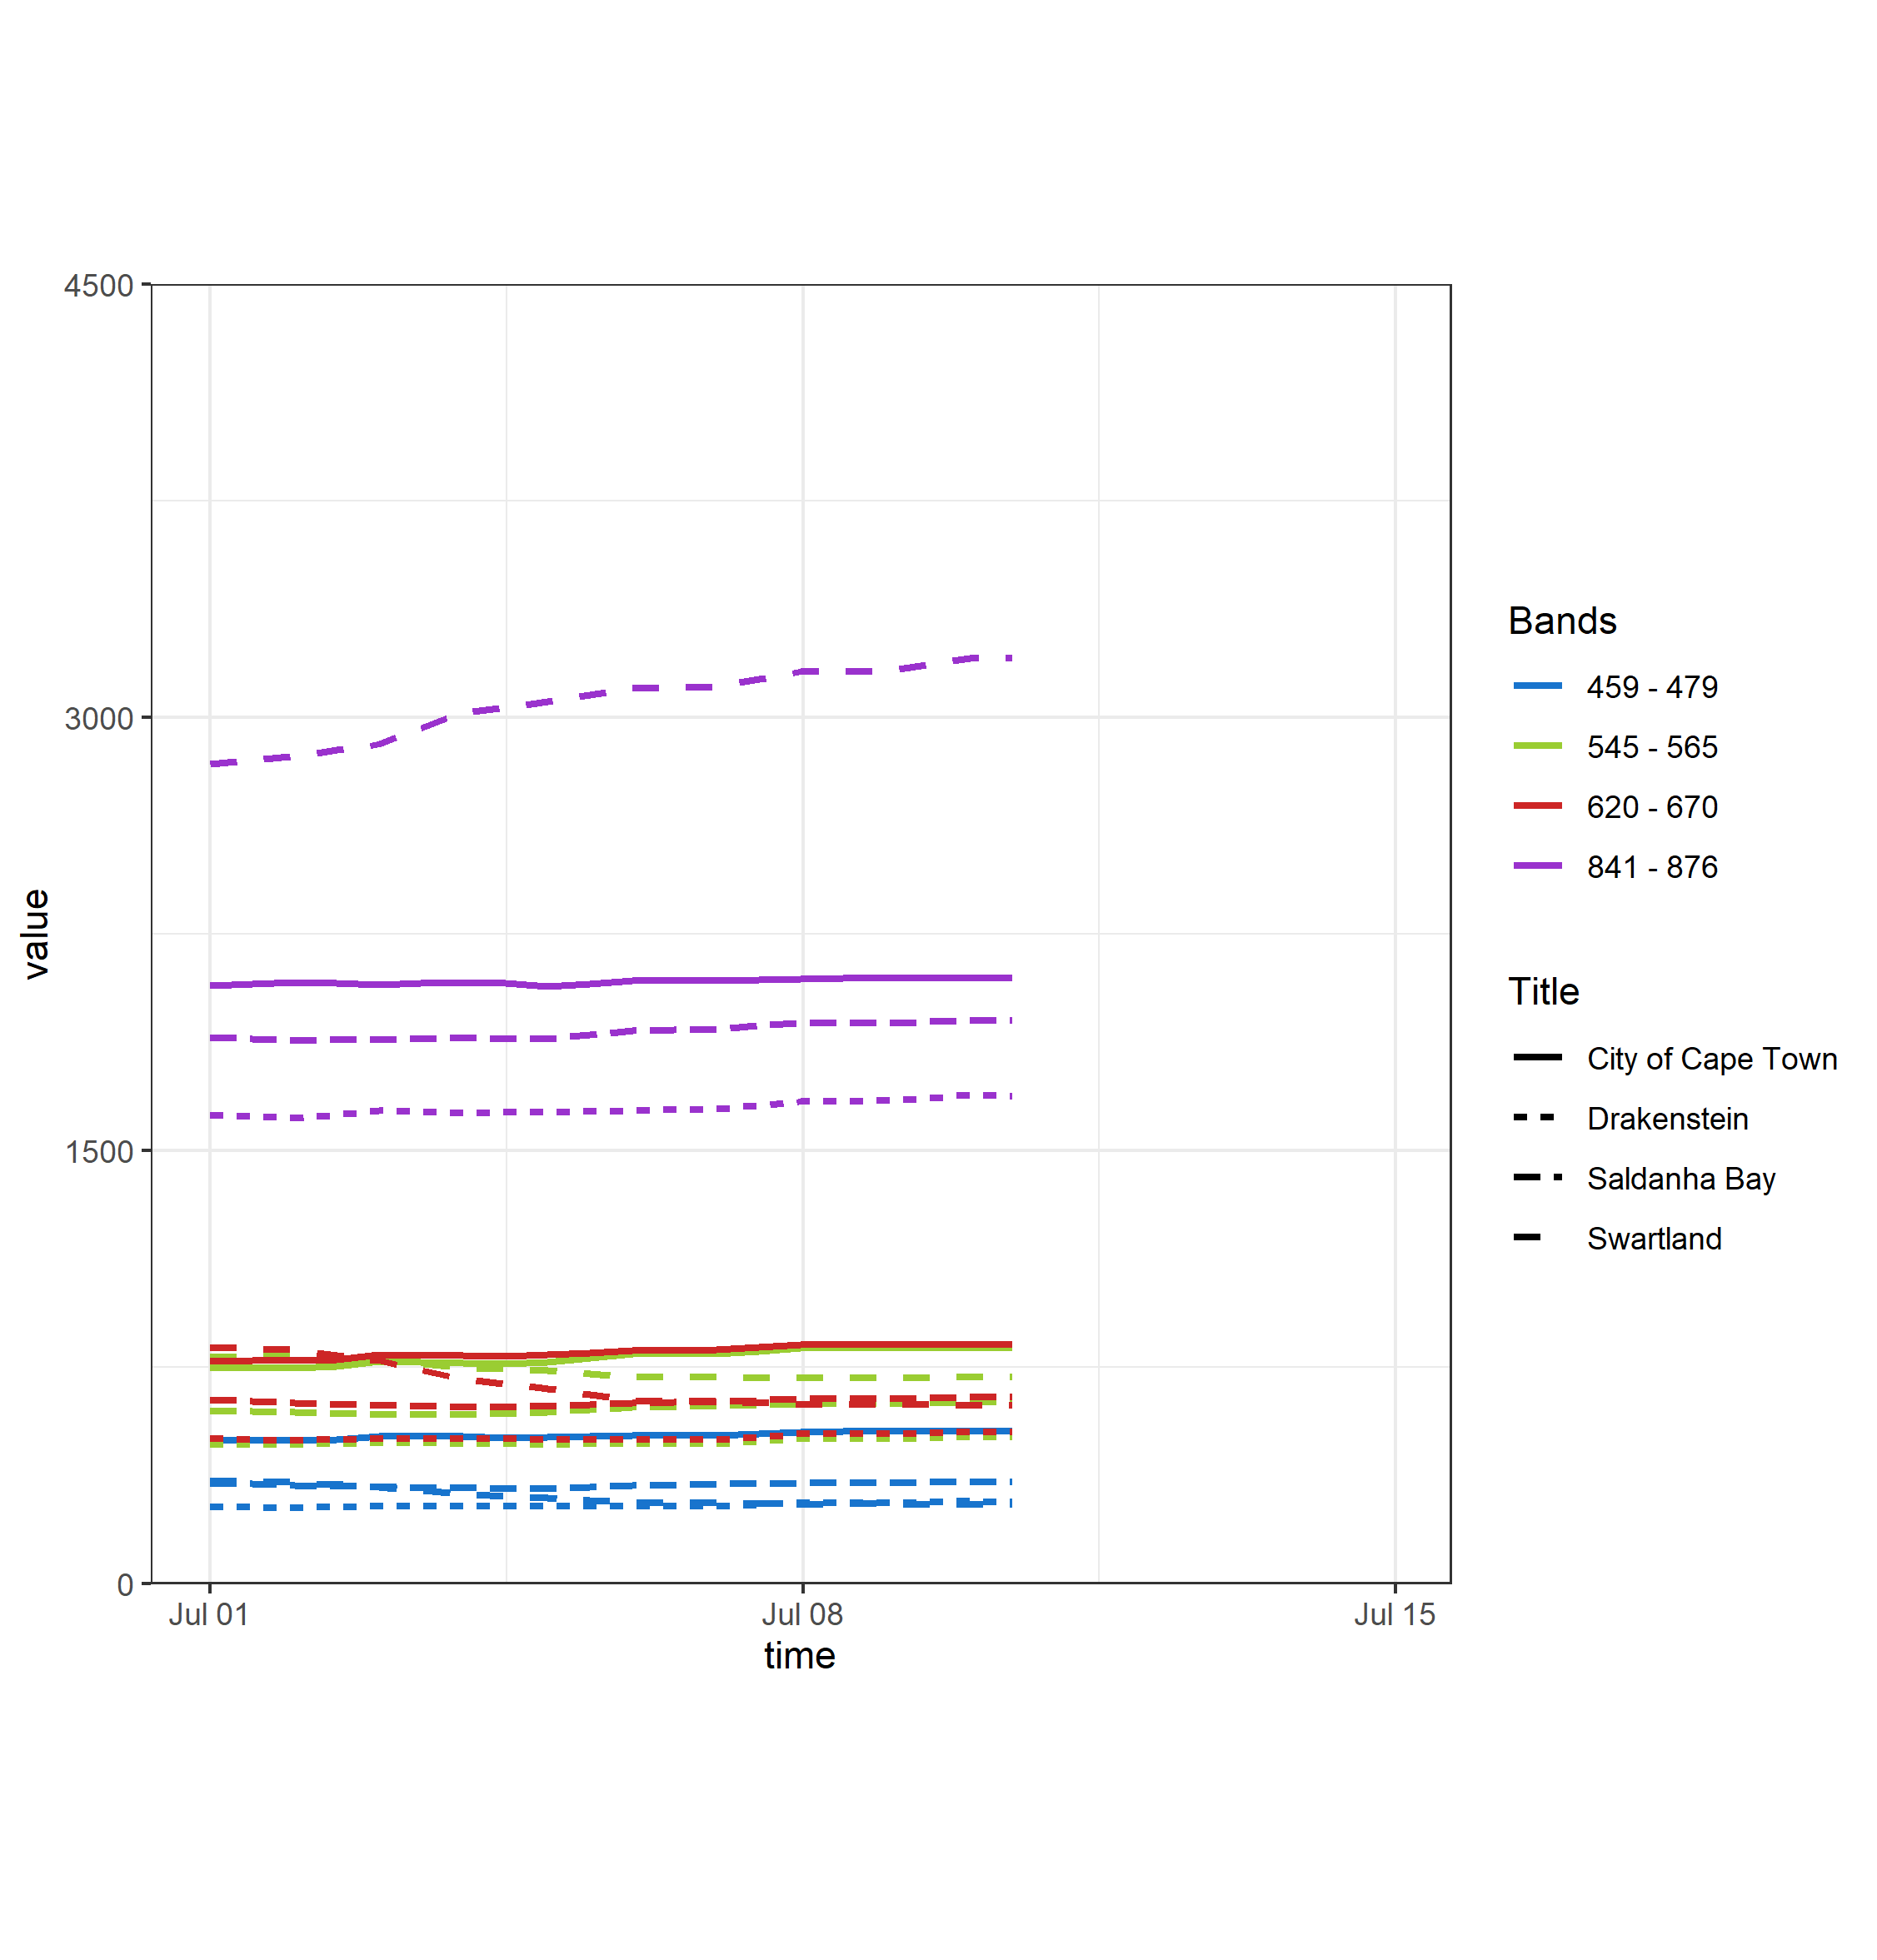 4500
3000
1500
0
value
Jul 01
Jul 08
Jul 15
time
Bands
459 - 479
545 - 565
620 - 670
841 - 876
Title
City of Cape Town
Drakenstein
Saldanha Bay
Swartland